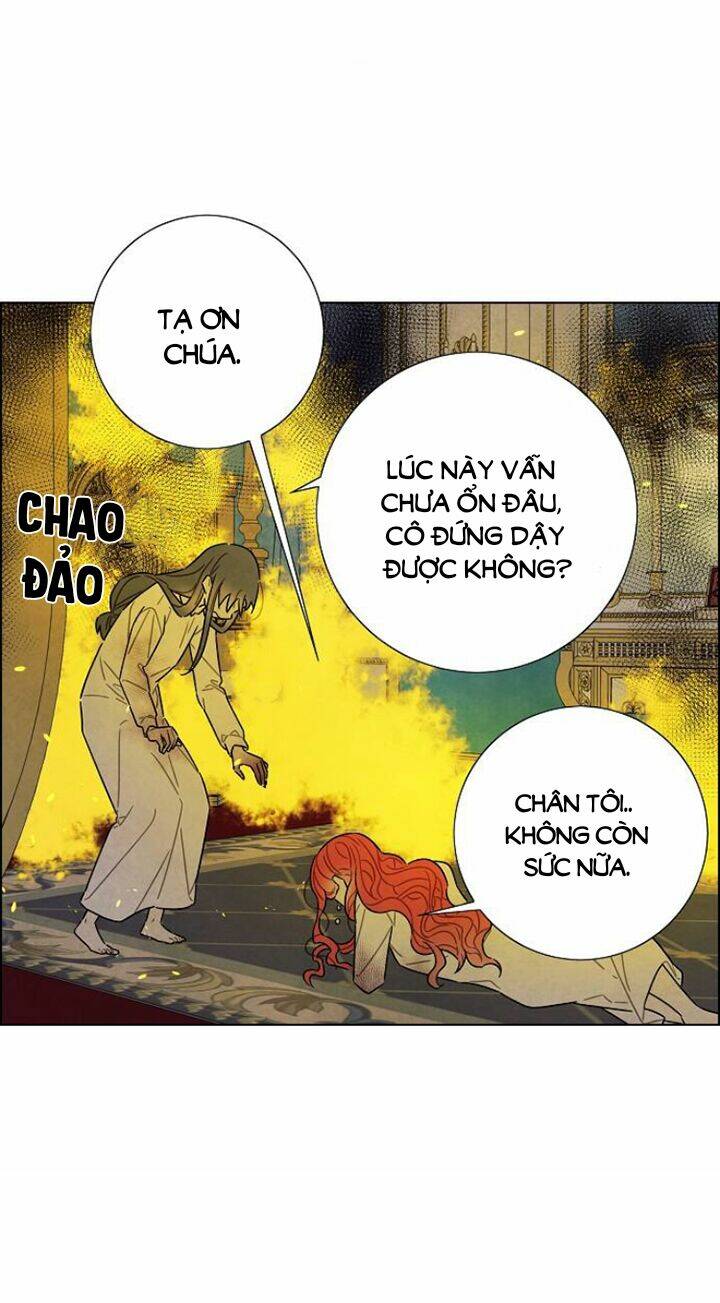 TẠ ƠN
CHÚA.
LÚC NÀY VẪN
CHƯA ỔN ĐÂU,
CÔ ĐỨNG DẬY
ĐƯỢC KHÔNG?
CHAO
ĐẢO
CHÂN TÔI..
KHÔNG CÒN
SỨC NỮA.